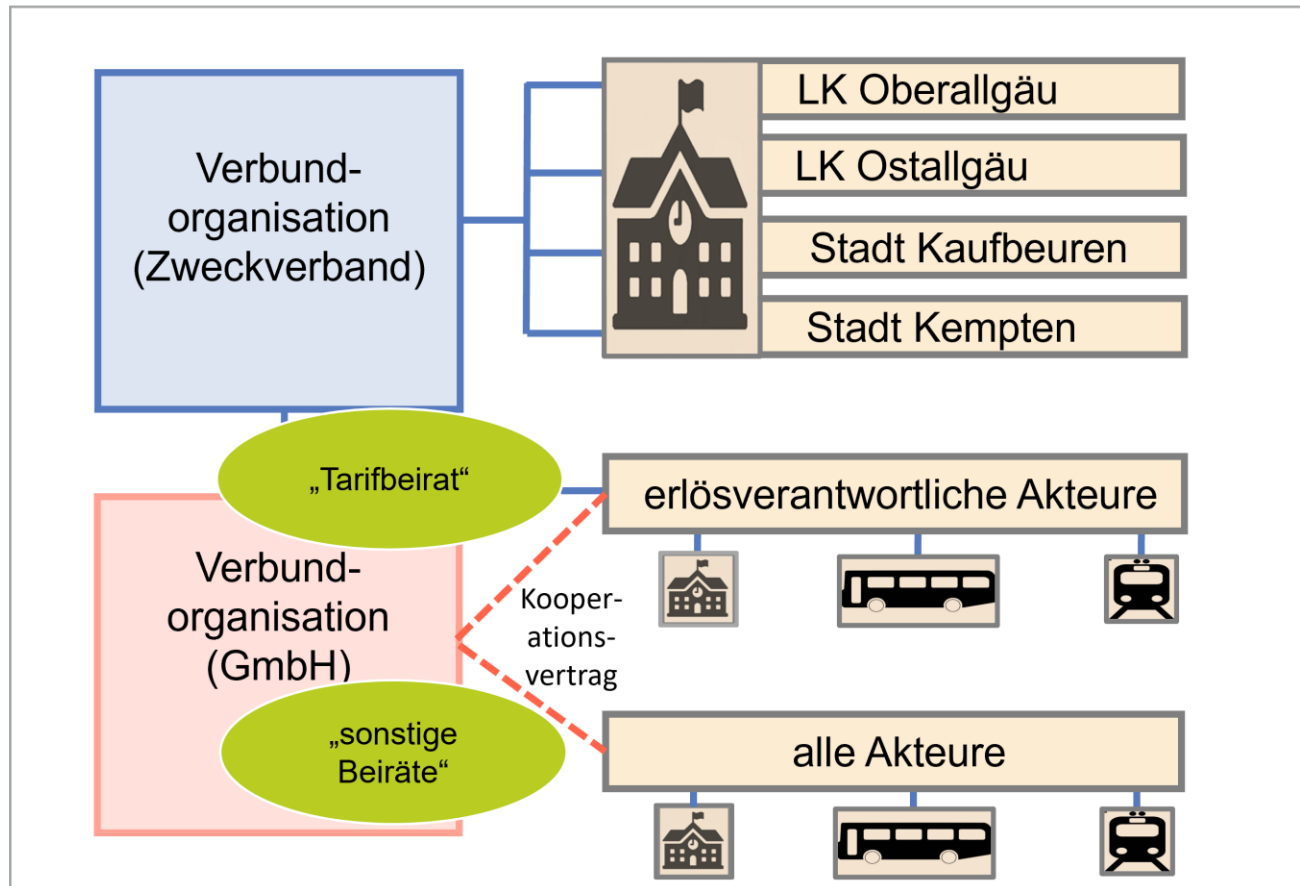 Verbund-
organisation
(Zweckverband)
LK Oberallgäu
LK Ostallgäu
Stadt Kaufbeuren
Stadt Kempten
„Tarifbeirat“
erlösverantwortliche Akteure
Verbund-
organisation
(GmbH)
Kooper-
ations-
vertrag
„sonstige
Beiräte“
alle Akteure